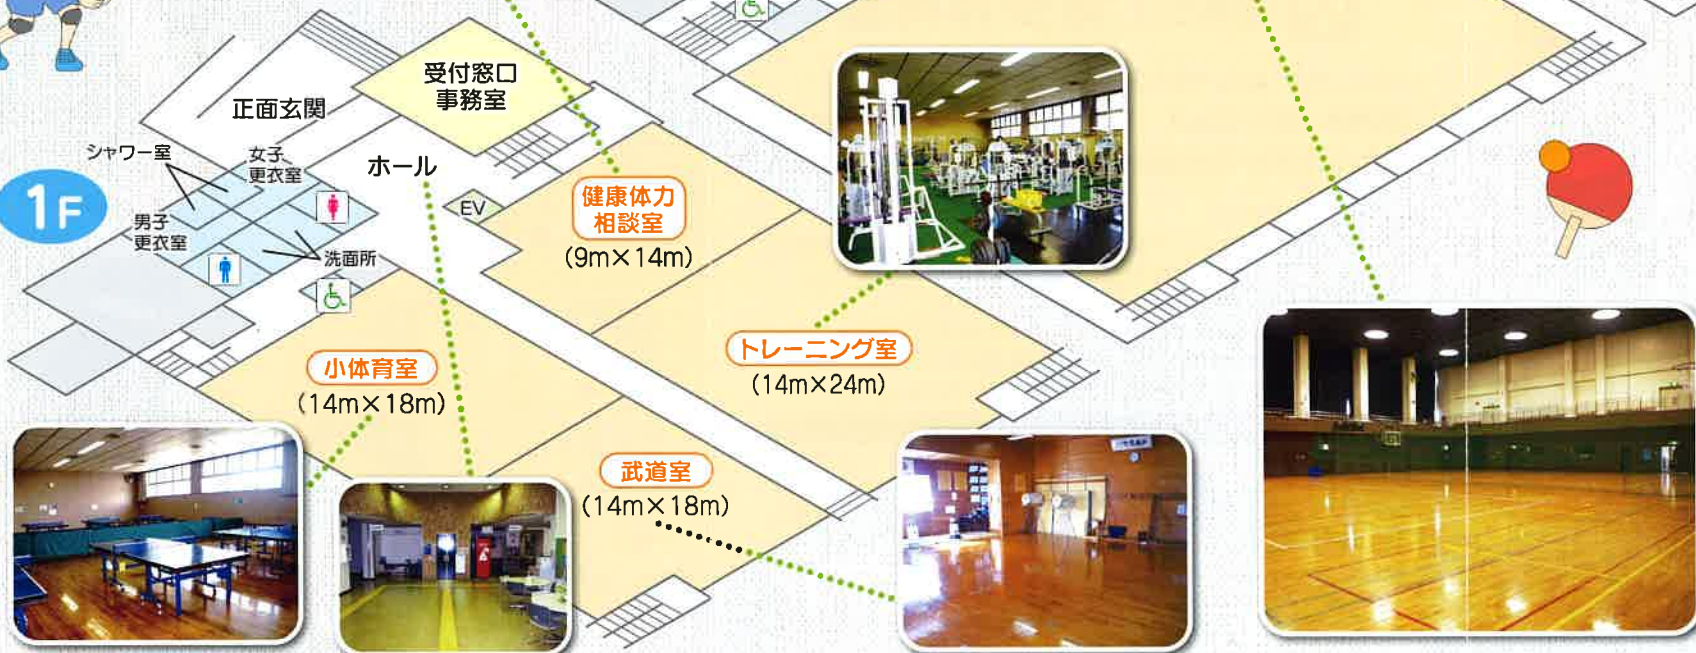 受付窓口
事務室
正面玄関
シャワー室
女子
更衣室
ホール
1F
男子
更衣室
EV
洗面所
健康体力
相談室
(9m×14m)
トレーニング室
(14m×24m)
小体育室
(14m×18m)
武道室
(14m×18m)